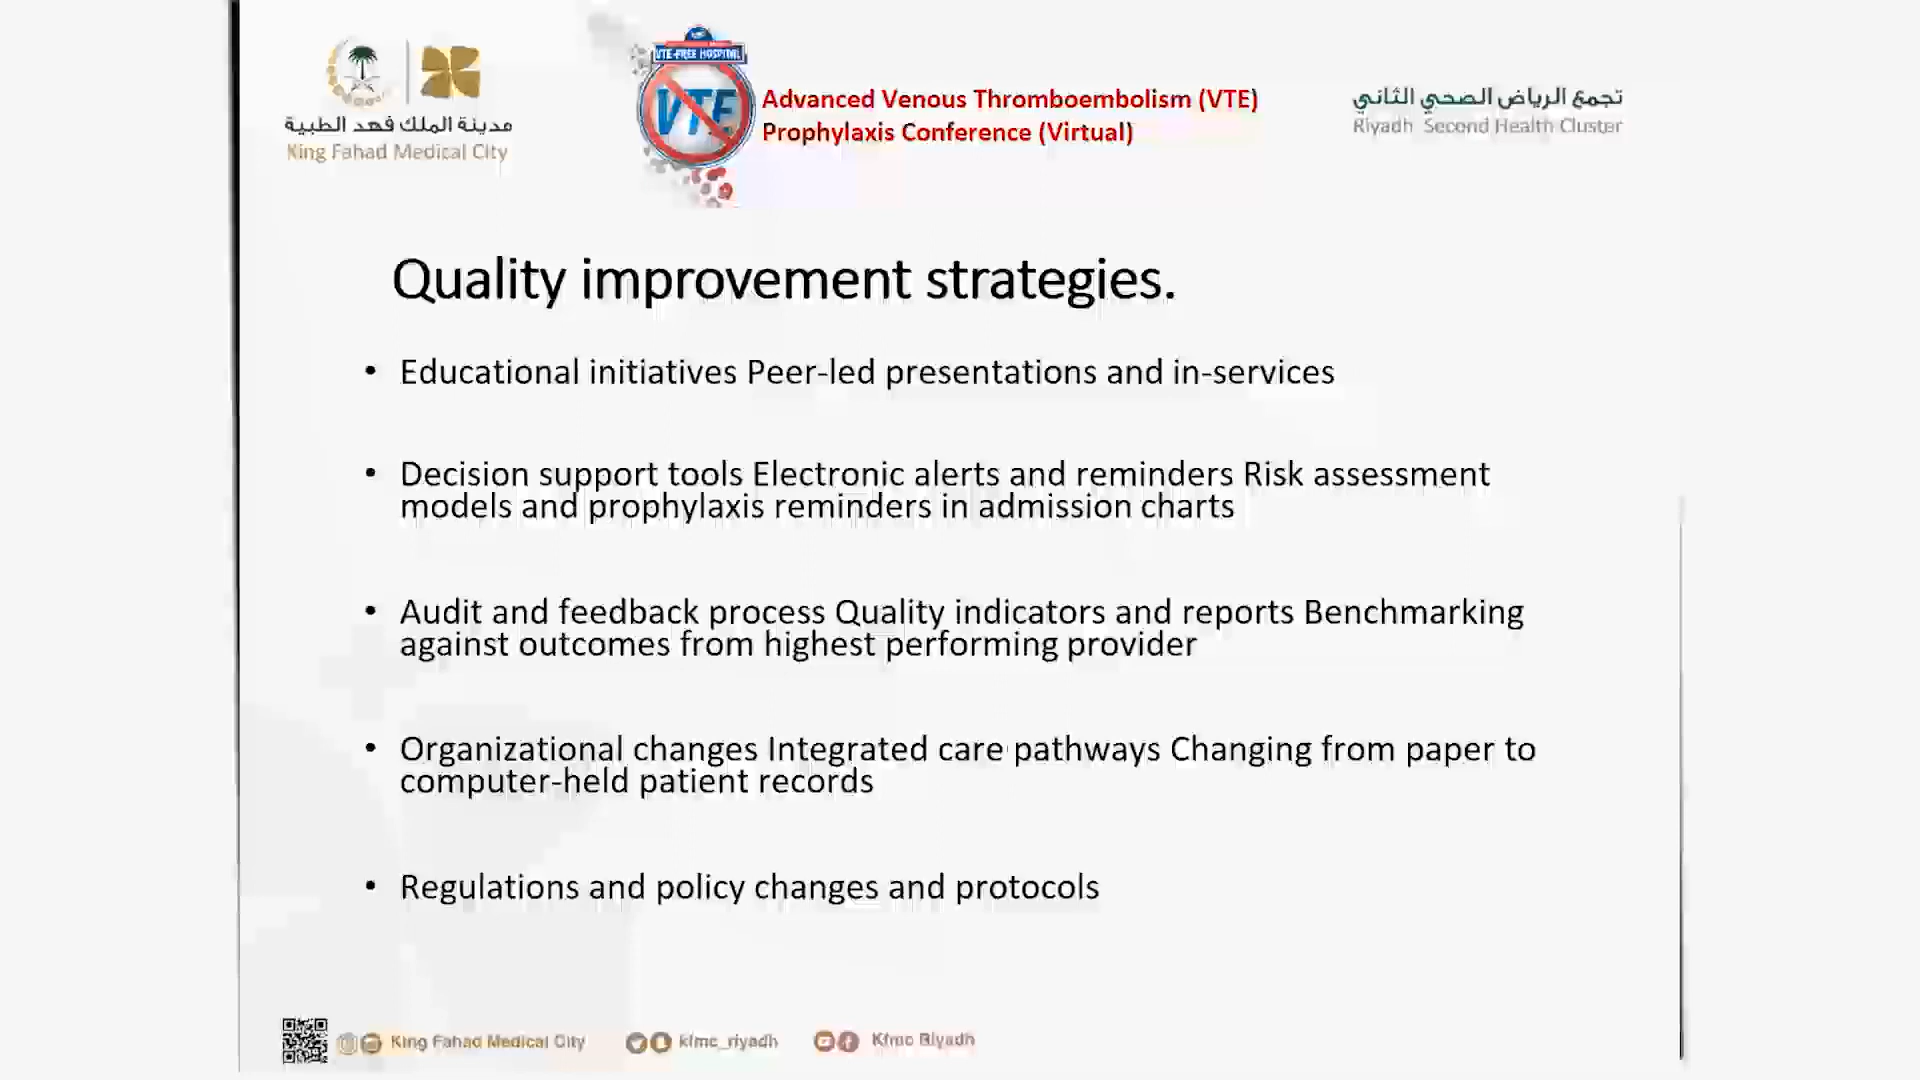 مدينة الملك فهد الطبية
King Fahad Medical City
VTE-FREE HOSPITAL
VTE
Advanced Venous Thromboembolism (VTE)
Prophylaxis Conference (Virtual)
تجمع الرياض الصحي الثاني
Riyadh Second Health Cluster
Quality improvement strategies.
• Educational initiatives Peer-led presentations and in-services
• Decision support tools Electronic alerts and reminders Risk assessment
models and prophylaxis reminders in admission charts
• Audit and feedback process Quality indicators and reports Benchmarking
against outcomes from highest performing provider
• Organizational changes Integrated care pathways Changing from paper to
computer-held patient records
• Regulations and policy changes and protocols
King Fahad Medical City
kfmc_riyadh
Kfmc Riyadh